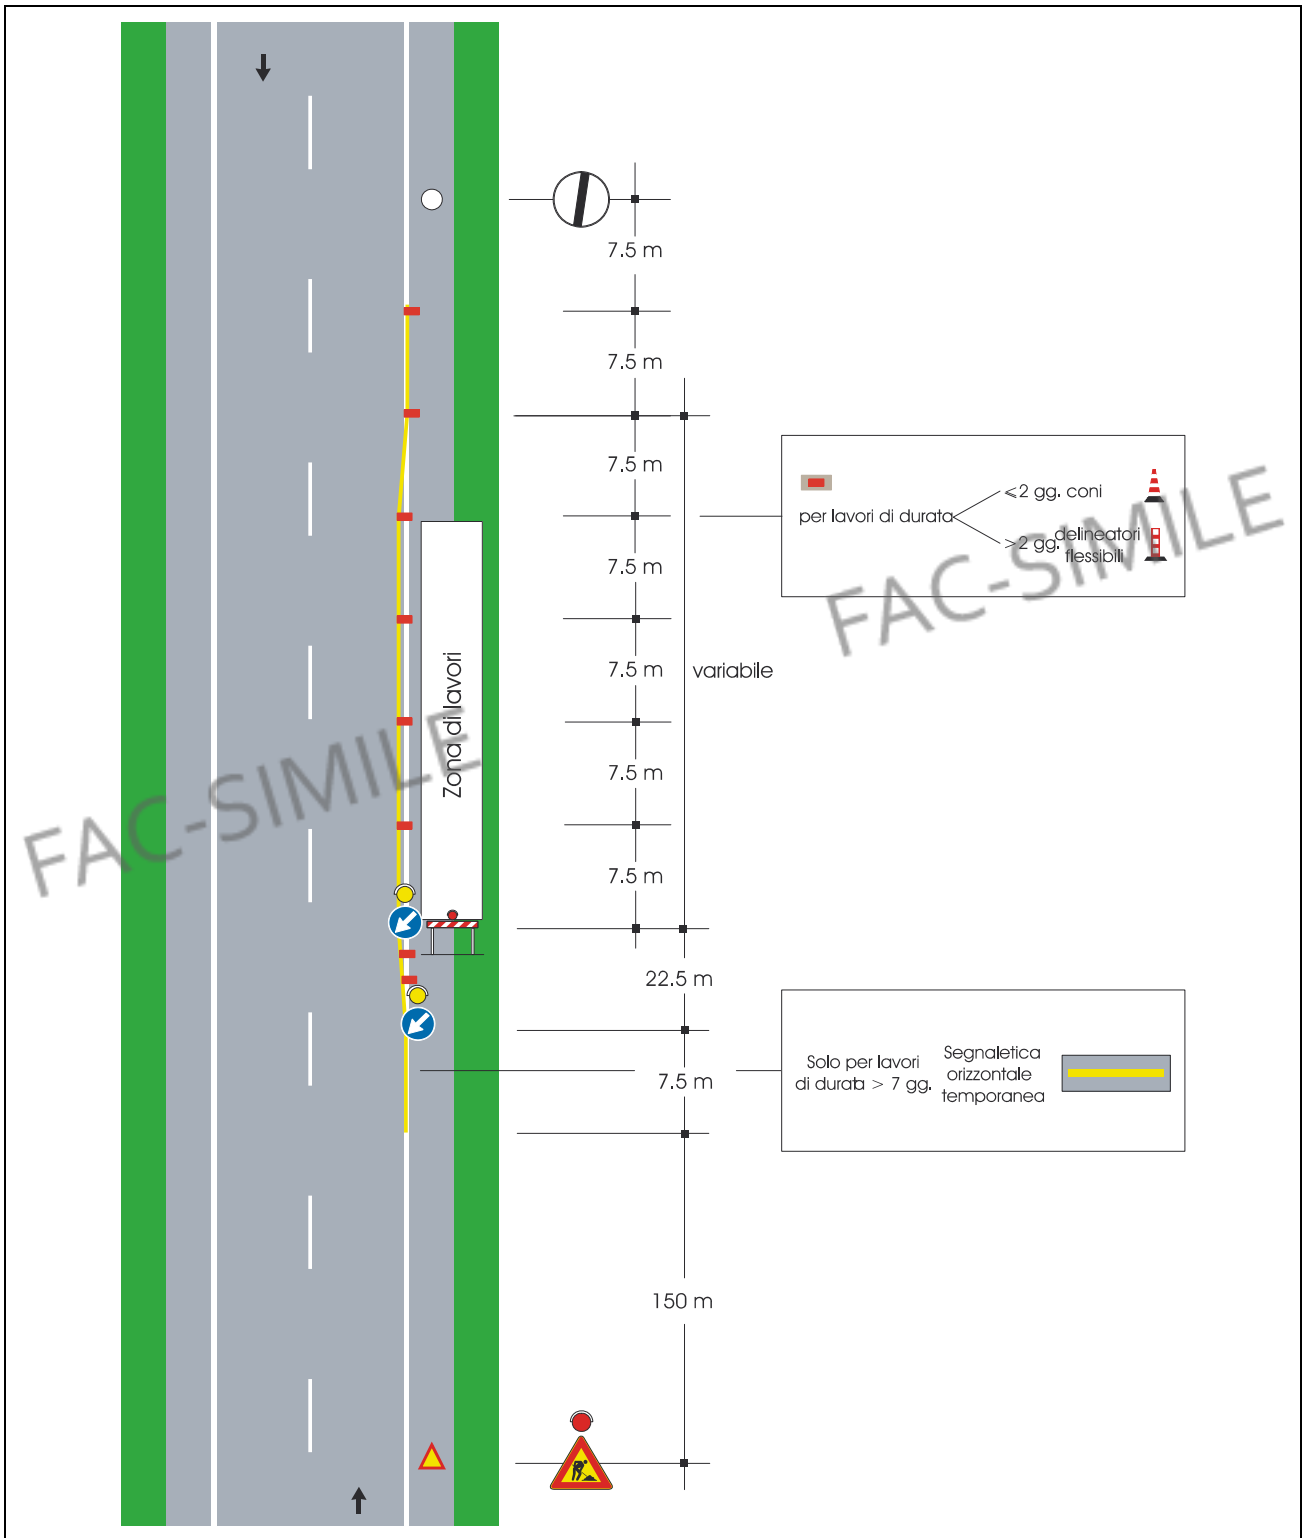 7.5 m
7.5 m
7.5 m
7.5 m
7.5 m
variabile
7.5 m
7.5 m
22.5 m
7.5 m
150 m
Zona di lavori
per lavori di durata
<2 gg. coni
>2 gg. delineatori
flessibili
Solo per lavori
di durata > 7 gg.
Segnaletica
orizzontale
temporanea
FAC-SIMILE
FAC-SIMILE